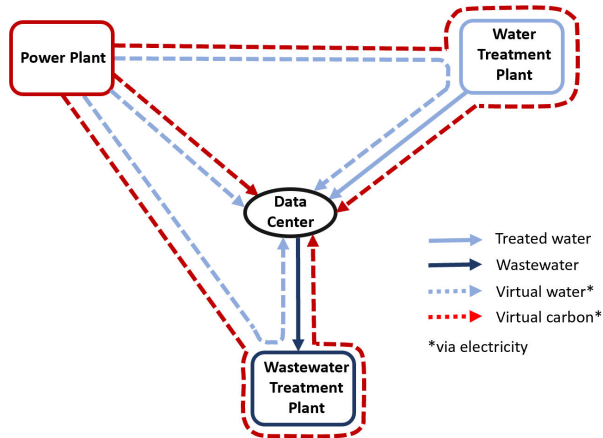 Power Plant
Water
Treatment
Plant
Data
Center
Treated water
Wastewater
Virtual water*
Virtual carbon*
*via electricity
Wastewater
Treatment
Plant